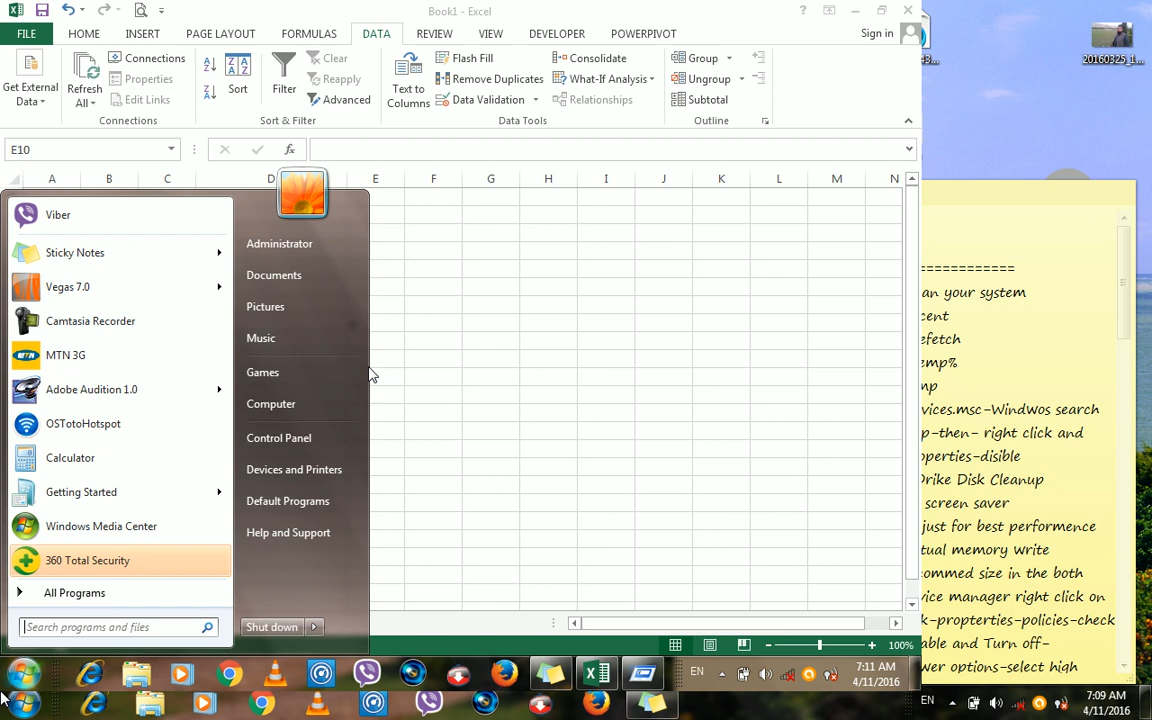 Book1 - Excel
FILE HOME INSERT PAGE LAYOUT FORMULAS DATA REVIEW VIEW DEVELOPER POWERPIVOT Sign in
Get External Data
Refresh All
Connections
Properties
Edit Links
Connections
Sort
Filter
Clear
Reapply
Advanced
Sort & Filter
Text to Columns
Flash Fill
Remove Duplicates
Data Validation
Consolidate
What-If Analysis
Relationships
Data Tools
Group
Ungroup
Subtotal
Outline
E10
fx
A B C D E F G H I J K L M N
Viber
Sticky Notes
Vegas 7.0
Camtasia Recorder
MTN 3G
Adobe Audition 1.0
OSTotoHotspot
Calculator
Getting Started
Windows Media Center
360 Total Security
All Programs
Search programs and files
Administrator
Documents
Pictures
Music
Games
Computer
Control Panel
Devices and Printers
Default Programs
Help and Support
Shut down
100%
EN
7:11 AM
4/11/2016
20160325_1...
============
an your system
cent
efetch
emp%
mp
vices.msc-WindWos search
p-then- right click and
operties-disible
Drike Disk Cleanup
screen saver
just for best performence
tual memory write
commed size in the both
vice manager right click on
k-propterties-policies-check
able and Turn off-
wer options-select high
EN
7:09 AM
4/11/2016